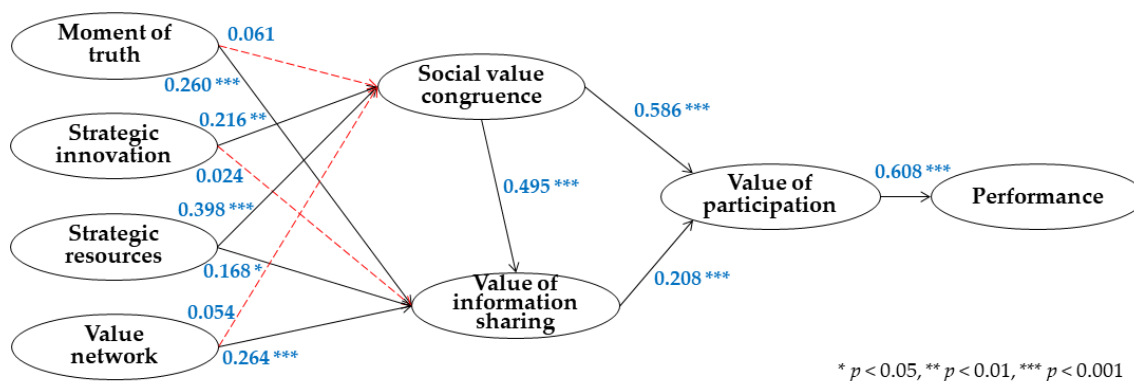 Moment of
truth
0.061
0.260 ***
Social value
congruence
0.216 **
Strategic
innovation
0.586 ***
0.024
0.495 ***
0.398 ***
Value of
participation
0.608 ***
Performance
Strategic
resources
0.168 *
Value of
information
sharing
0.208 ***
0.054
Value
network
0.264 ***
* p < 0.05, ** p < 0.01, *** p < 0.001